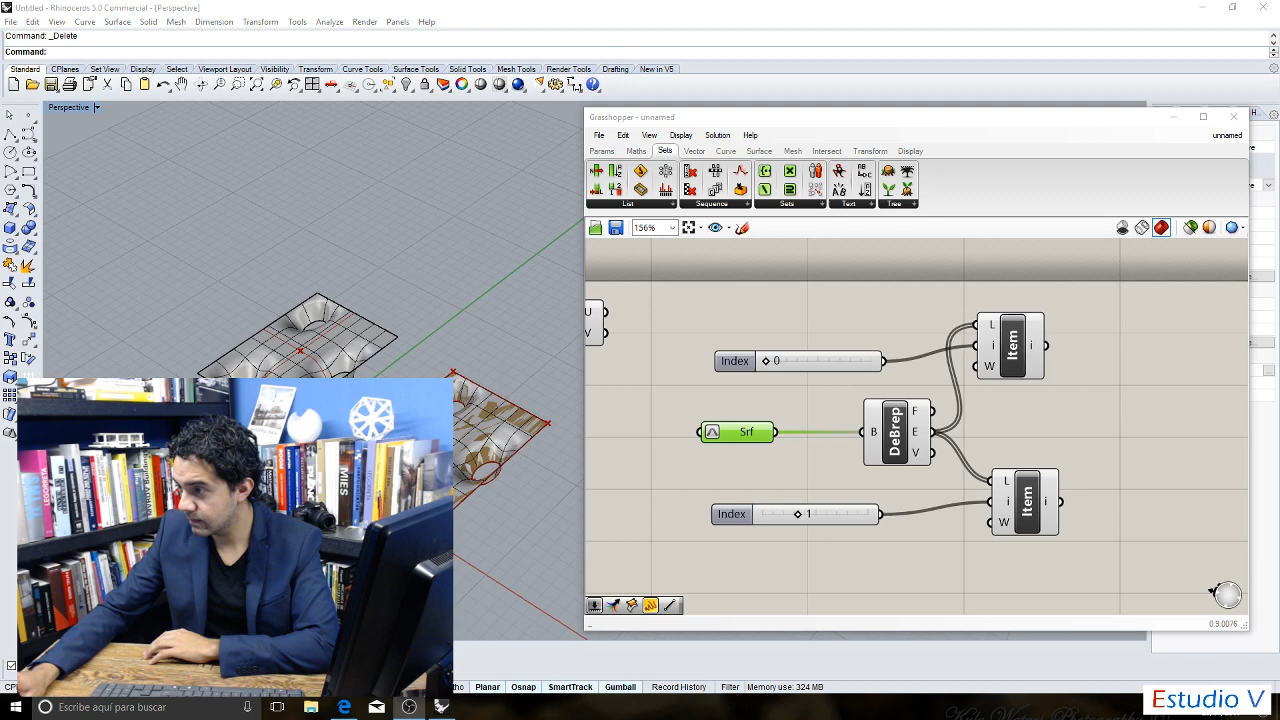 Untitled - Rhinoceros 5.0 Commercial - [Perspective]
File Edit View Curve Surface Solid Mesh Dimension Transform Tools Analyze Render Panels Help
Command: _Delete
Command:
Standard CPlanes Set View Display Select Viewport Layout Visibility Transform Curve Tools Surface Tools Solid Tools Mesh Tools Render Tools Drafting New in V5
Perspective
Grasshopper - unnamed
File Edit View Display Solution Help unnamed
Params Maths Sets Vector Curve Surface Mesh Intersect Transform Display
List Sequence Sets Text Tree
156%
U
V
Index 0
L
i
W
Item
i
Srf
B
DeBrep
F
E
V
Index 1
L
i
W
Item
i
0.9.0076
MIES
Planar Osnap SmartTrack Gumball Record History Filter Memory use: 324 MB
Escribe aquí para buscar
Estudio V